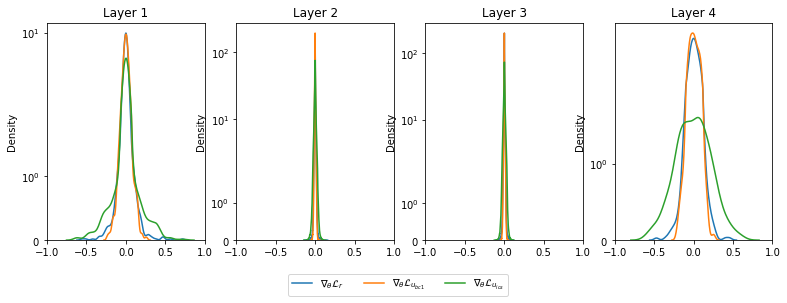 Layer 1 Layer 2 Layer 3 Layer 4
10¹ 10² 10² 10⁰
10⁰ 10¹ 10¹ 0
0 10⁰ 10⁰
0 0
Density Density Density Density
−1.0 −0.5 0.0 0.5 1.0 −1.0 −0.5 0.0 0.5 1.0 −1.0 −0.5 0.0 0.5 1.0 −1.0 −0.5 0.0 0.5 1.0
∇θℒr ∇θℒu_bc1 ∇θℒu_ics